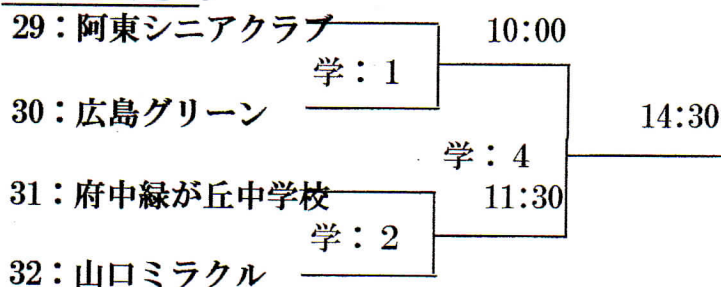 29：阿東シニアクラブ
10:00
学：1
30：広島グリーン
14:30
学：4
31：府中緑が丘中学校
11:30
学：2
32：山口ミラクル